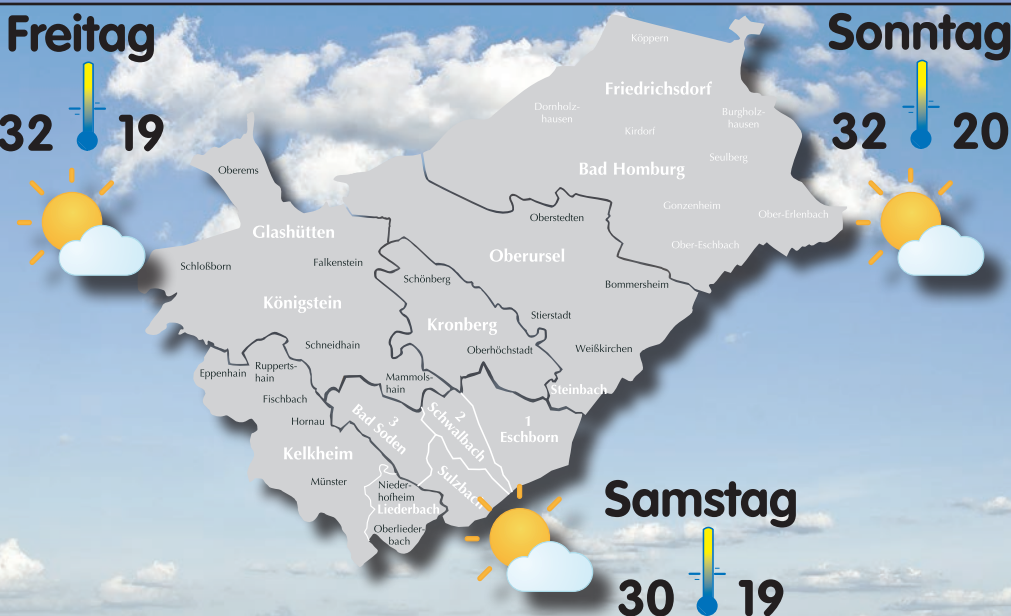 Freitag
32 19
Sonntag
32 20
Köppern
Friedrichsdorf
Dornholz-
hausen
Burgholz-
hausen
Kirdorf
Seulberg
Bad Homburg
Gonzenheim
Ober-Erlenbach
Ober-Eschbach
Oberems
Glashütten
Schloßborn
Falkenstein
Königstein
Schneidhain
Oberstedten
Oberursel
Bommersheim
Stierstadt
Weißkirchen
Schönberg
Kronberg
Oberhöchstadt
Mammols-
hain
Steinbach
Eppenhain
Rupperts-
hain
Fischbach
Hornau
Kelkheim
Münster
3
Bad Soden
2
Schwalbach
1
Eschborn
Sulzbach
Nieder-
hofheim
Liederbach
Oberlieder-
bach
Samstag
30 19